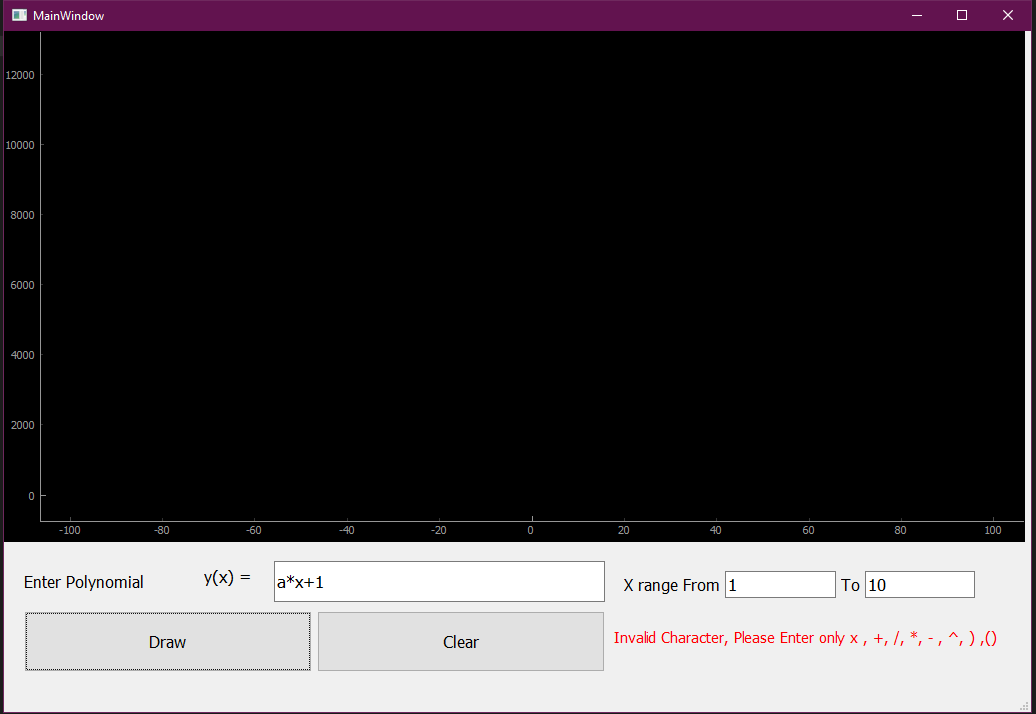 MainWindow
12000
10000
8000
6000
4000
2000
0
-100 -80 -60 -40 -20 0 20 40 60 80 100
Enter Polynomial y(x) = a*x+1 X range From 1 To 10
Draw Clear Invalid Character, Please Enter only x , +, /, *, - , ^, ) ,()